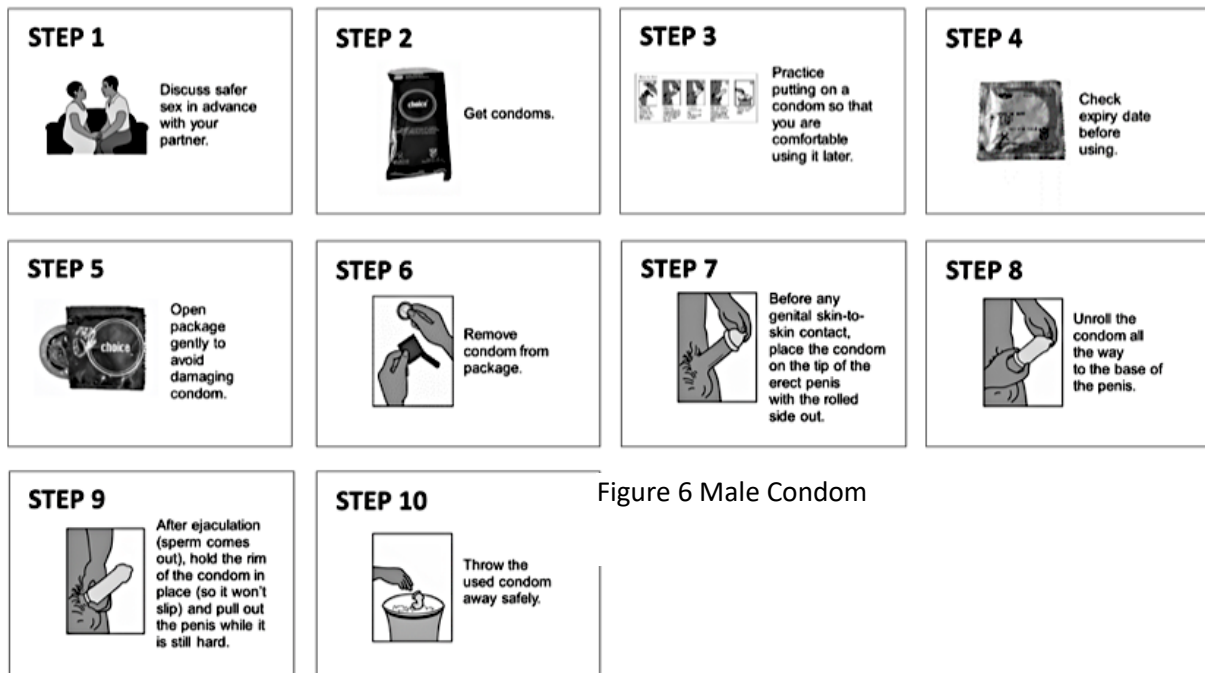 STEP 1
Discuss safer
sex in advance
with your
partner.
STEP 2
choice
Get condoms.
STEP 3
Practice
putting on a
condom so that
you are
comfortable
using it later.
STEP 4
Check
expiry date
before
using.
STEP 5
choice
Open
package
gently to
avoid
damaging
condom.
STEP 6
Remove
condom from
package.
STEP 7
Before any
genital skin-to-
skin contact,
place the condom
on the tip of the
erect penis
with the rolled
side out.
STEP 8
Unroll the
condom all
the way
to the base of
the penis.
STEP 9
After ejaculation
(sperm comes
out), hold the rim
of the condom in
place (so it won't
slip) and pull out
the penis while it
is still hard.
STEP 10
Throw the
used condom
away safely.
Figure 6 Male Condom